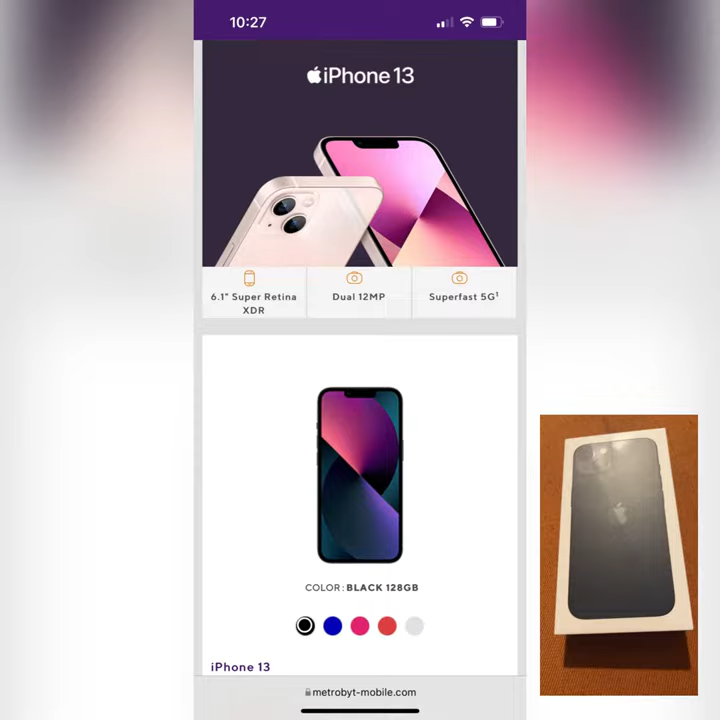 10:27
iPhone 13
6.1" Super Retina
XDR
Dual 12MP
Superfast 5G¹
COLOR: BLACK 128GB
iPhone 13
metrobyt-mobile.com